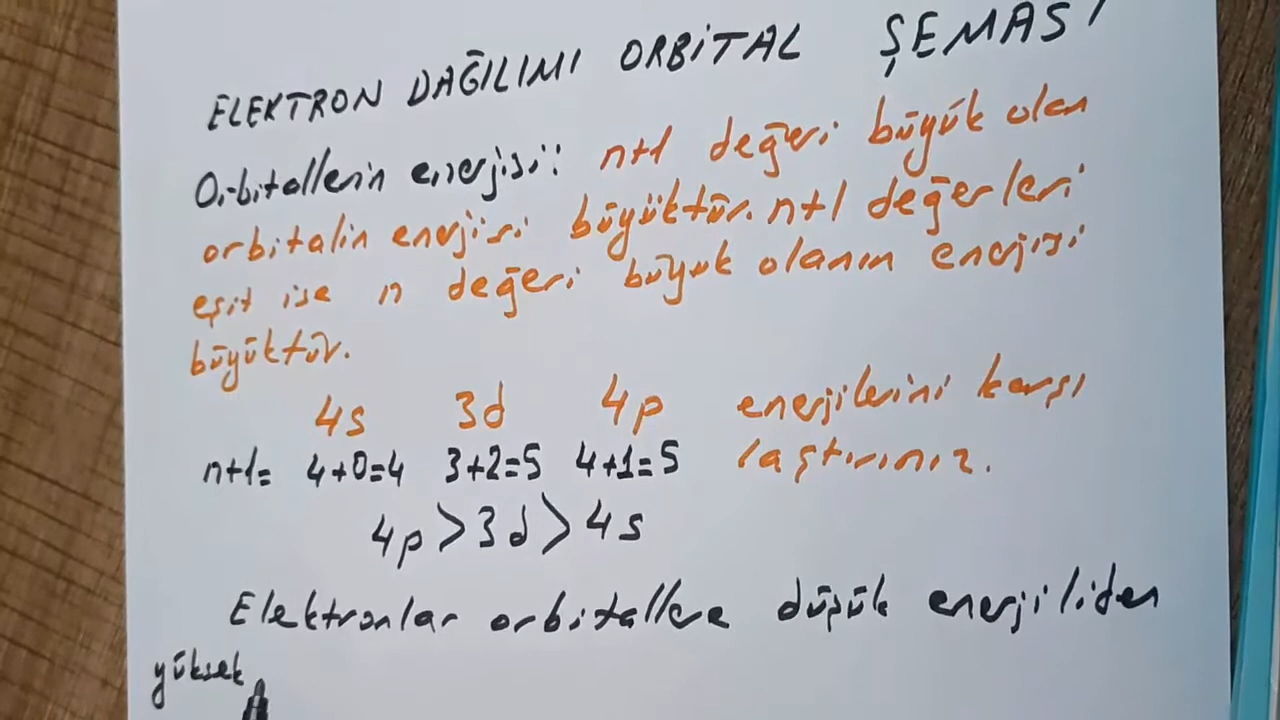 ELEKTRON DAĞILIMI ORBİTAL ŞEMASI
Orbitallerin enerjisi: n+l değeri büyük olan
orbitalin enerjisi büyüktür. n+l değerleri
eşit ise n değeri büyük olanın enerjisi
büyüktür.
4s 3d 4p enerjilerini karşı
n+l= 4+0=4 3+2=5 4+1=5 laştırınız.
4p>3d>4s
Elektronlar orbitallere düşük enerjiliden
yüksek